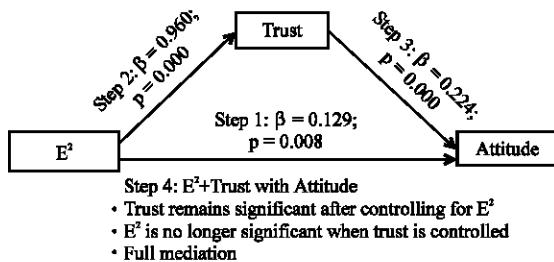 Trust
Step 2: β = 0.960;
p = 0.000
Step 3: β = 0.224;
p = 0.000
Step 1: β = 0.129;
p = 0.008
E²
Attitude
Step 4: E²+Trust with Attitude
• Trust remains significant after controlling for E²
• E² is no longer significant when trust is controlled
• Full mediation